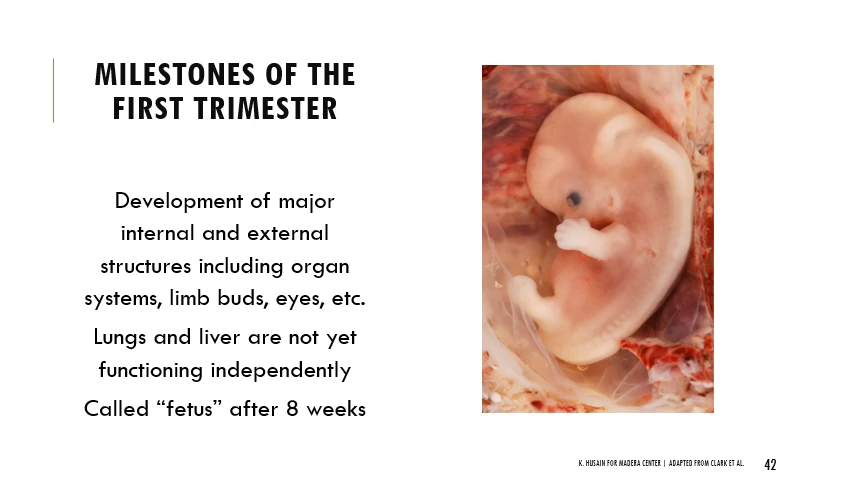 MILESTONES OF THE
FIRST TRIMESTER
Development of major
internal and external
structures including organ
systems, limb buds, eyes, etc.
Lungs and liver are not yet
functioning independently
Called “fetus” after 8 weeks
K. HUSAIN FOR MADERA CENTER | ADAPTED FROM CLARK ET AL.
42